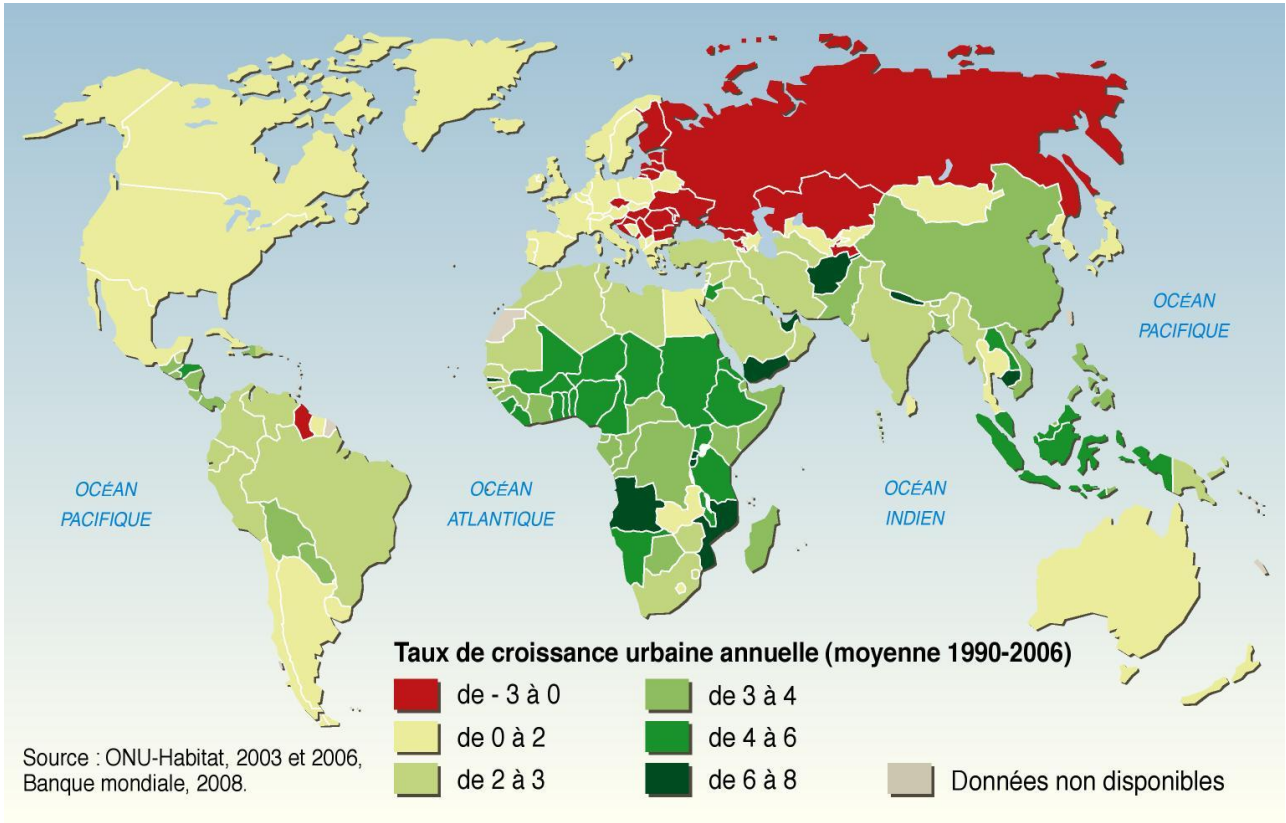 OCÉAN
PACIFIQUE
OCÉAN
PACIFIQUE
OCÉAN
ATLANTIQUE
OCÉAN
INDIEN
Taux de croissance urbaine annuelle (moyenne 1990-2006)
de - 3 à 0
de 3 à 4
de 0 à 2
de 4 à 6
de 2 à 3
de 6 à 8
Données non disponibles
Source : ONU-Habitat, 2003 et 2006,
Banque mondiale, 2008.